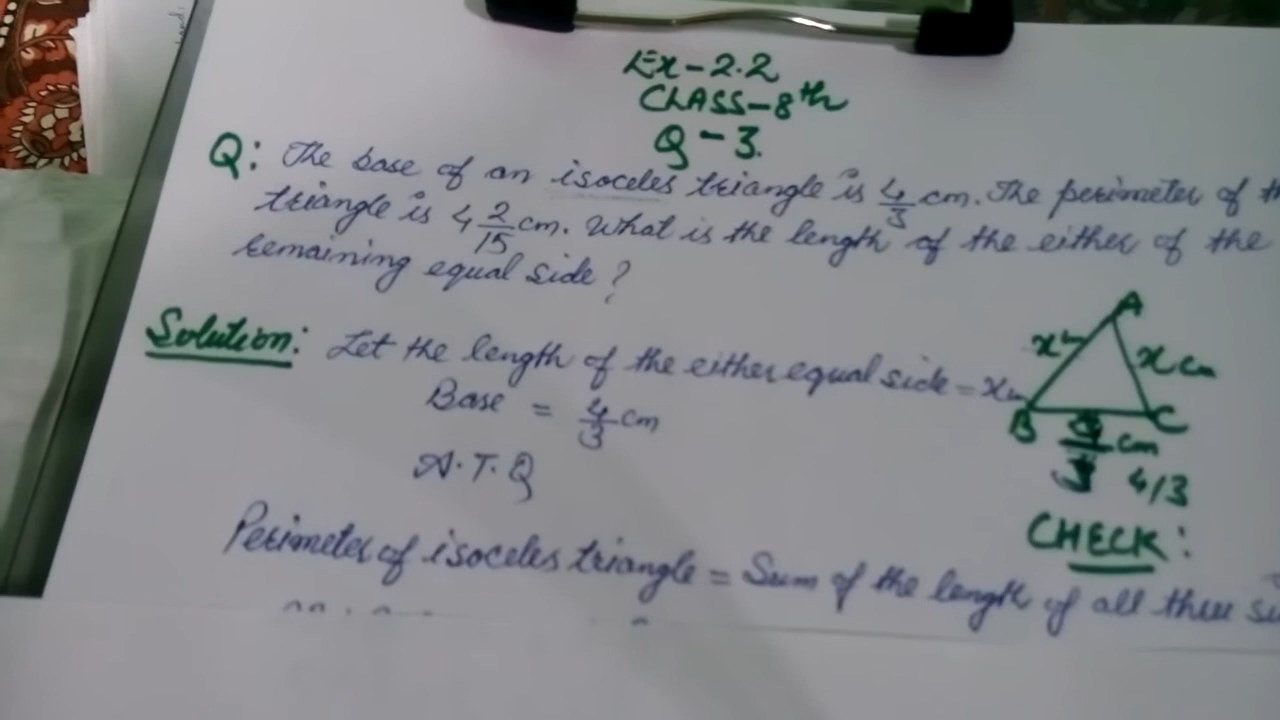 Ex-2.2
CLASS-8th
Q-3.
Q: The base of an isoceles triangle is 4/3 cm. The perimeter of
triangle is 4 2/15 cm. What is the length of the either of the
remaining equal side?
Solution: Let the length of the either equal side = x cm
Base = 4/3 cm
A.T.Q
Perimeter of isoceles triangle = Sum of the length of all three
A
x cm
x cm
B
C
cm
4/3
CHECK: